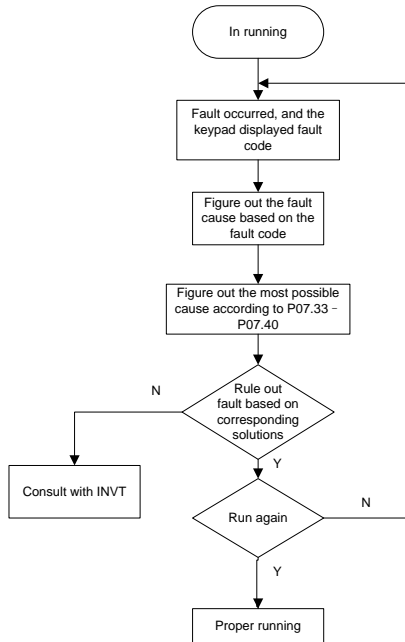 In running
Fault occurred, and the
keypad displayed fault
code
Figure out the fault
cause based on the
fault code
Figure out the most possible
cause according to P07.33–
P07.40
N
Rule out
fault based on
corresponding
solutions
Y
Consult with INVT
Run again
N
Y
Proper running